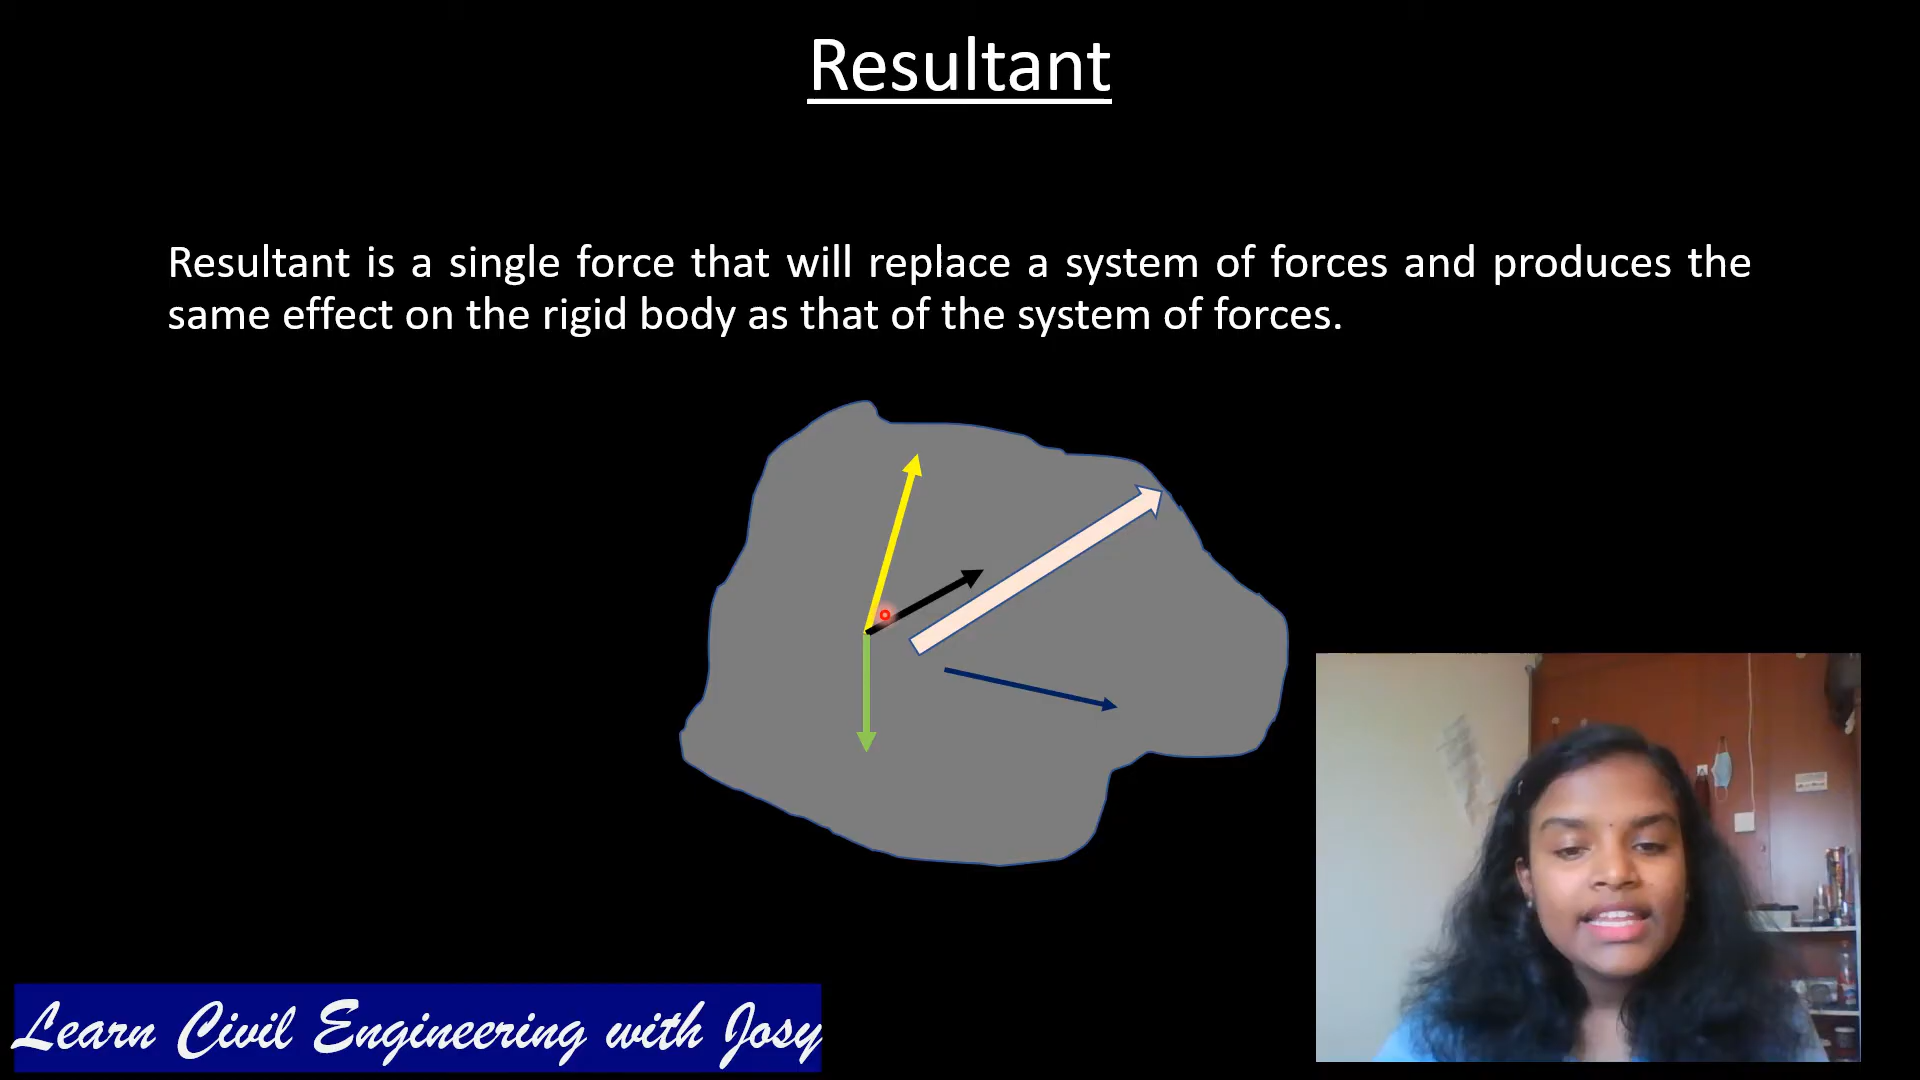 Resultant
Resultant is a single force that will replace a system of forces and produces the
same effect on the rigid body as that of the system of forces.
Learn Civil Engineering with Josy